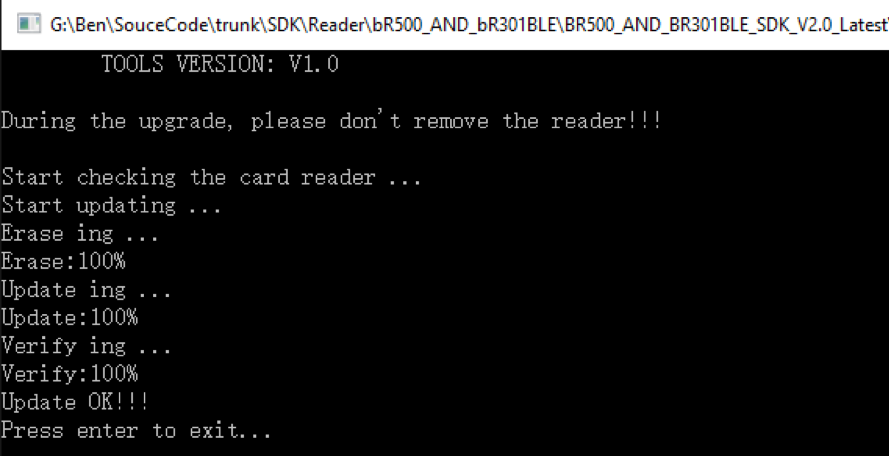 G:\Ben\SouceCode\trunk\SDK\Reader\bR500_AND_bR301BLE\BR500_AND_BR301BLE_SDK_V2.0_Latest
TOOLS VERSION: V1.0
During the upgrade, please don't remove the reader!!!
Start checking the card reader ...
Start updating ...
Erase ing ...
Erase:100%
Update ing ...
Update:100%
Verify ing ...
Verify:100%
Update OK!!!
Press enter to exit...